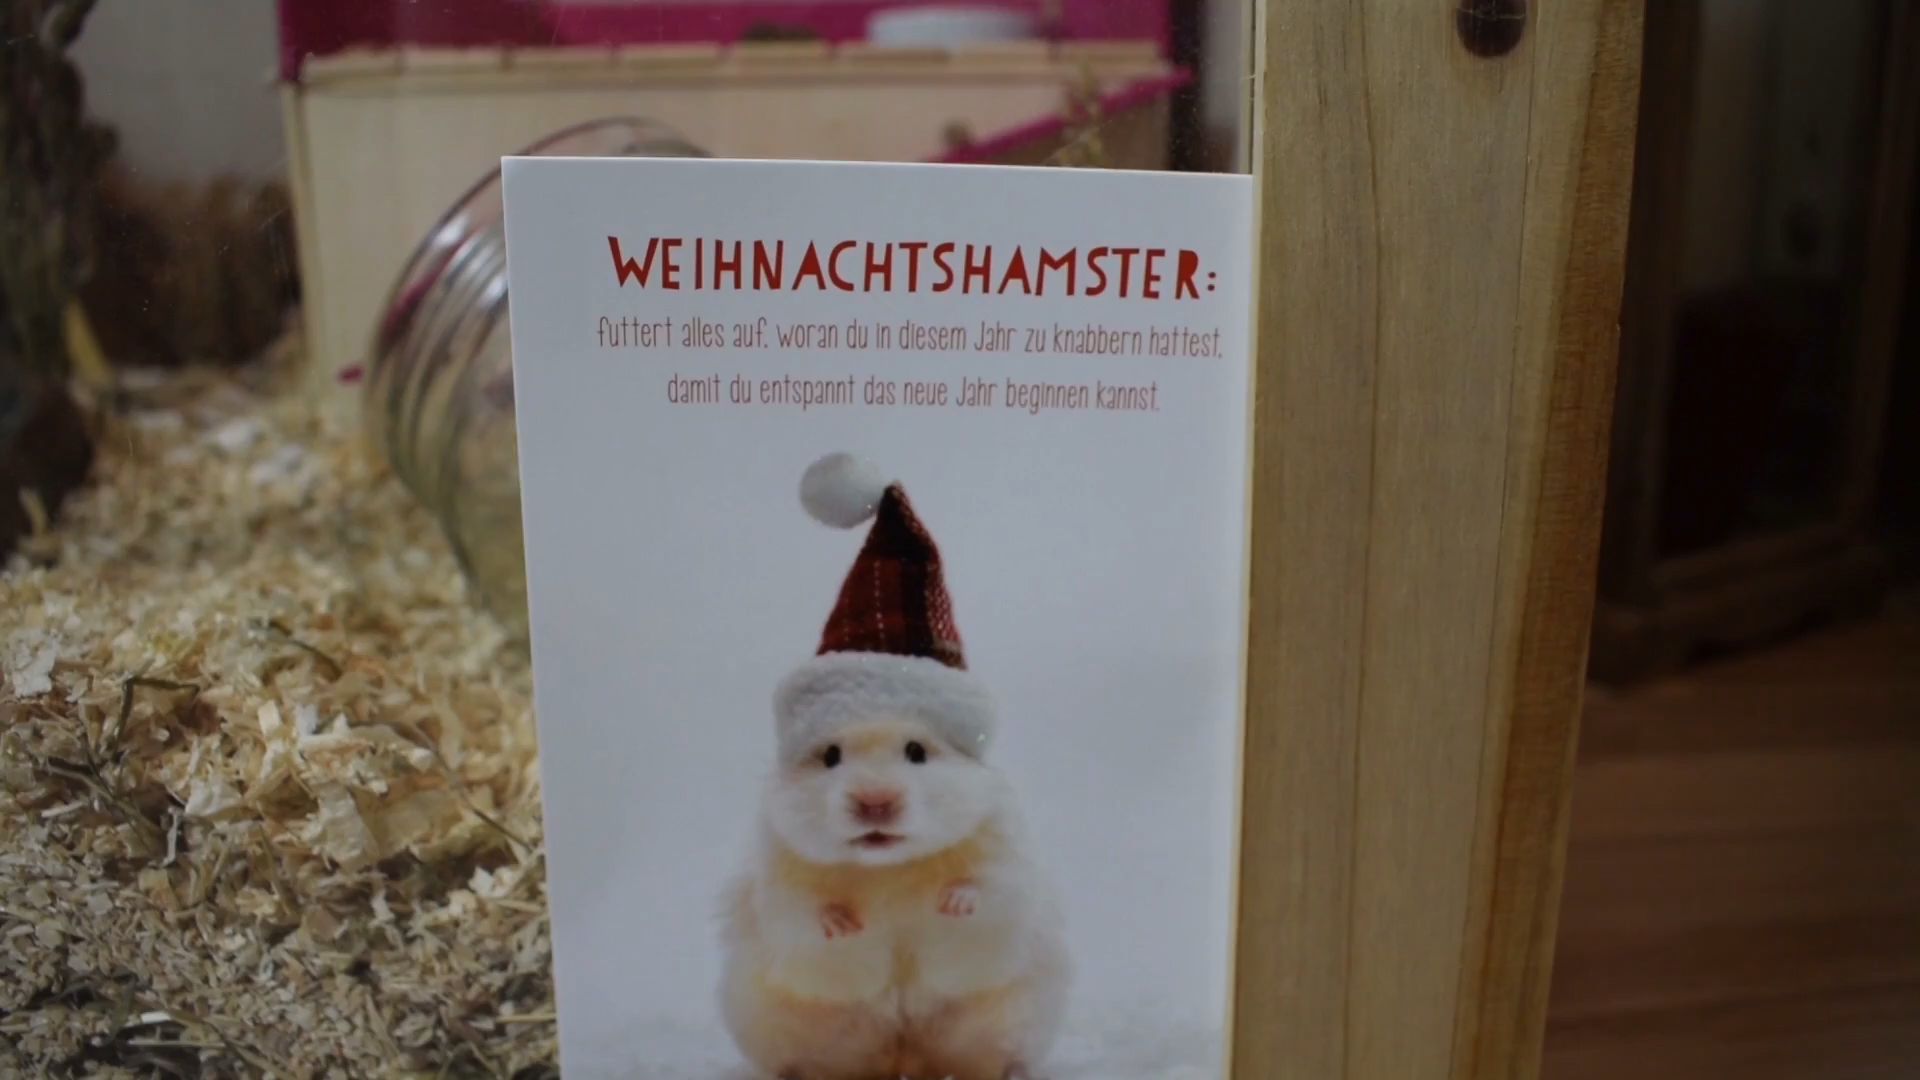 WEIHNACHTSHAMSTER:
futtert alles auf, woran du in diesem Jahr zu knabbern hattest,
damit du entspannt das neue Jahr beginnen kannst.